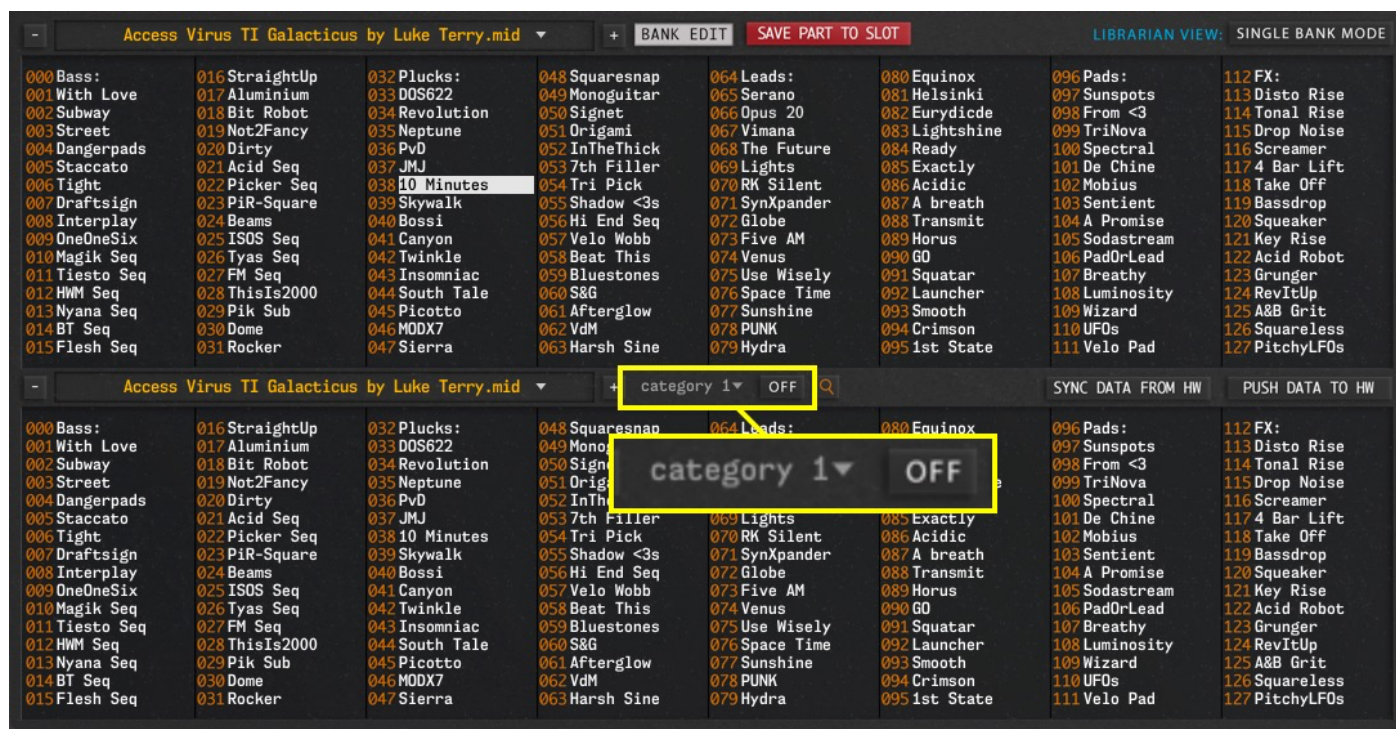 -
Access Virus TI Galacticus by Luke Terry.mid
+
BANK EDIT
SAVE PART TO SLOT
LIBRARIAN VIEW:
SINGLE BANK MODE
000 Bass:
001 With Love
002 Subway
003 Street
004 Dangerpads
005 Staccato
006 Tight
007 Draftsign
008 Interplay
009 OneOneSix
010 Magik Seq
011 Tiesto Seq
012 HWM Seq
013 Nyana Seq
014 BT Seq
015 Flesh Seq
016 StraightUp
017 Aluminium
018 Bit Robot
019 Not2Fancy
020 Dirty
021 Acid Seq
022 Picker Seq
023 PiR-Square
024 Beams
025 ISOS Seq
026 Tyas Seq
027 FM Seq
028 ThisIs2000
029 Pik Sub
030 Dome
031 Rocker
032 Plucks:
033 DOS622
034 Revolution
035 Neptune
036 PvD
037 JMJ
038 10 Minutes
039 Skywalk
040 Bossi
041 Canyon
042 Twinkle
043 Insomniac
044 South Tale
045 Picotto
046 MODX7
047 Sierra
048 Squaresnap
049 Monoguitar
050 Signet
051 Origami
052 InTheThick
053 7th Filler
054 Tri Pick
055 Shadow <3s
056 Hi End Seq
057 Velo Wobb
058 Beat This
059 Bluestones
060 S&G
061 Afterglow
062 VdM
063 Harsh Sine
064 Leads:
065 Serano
066 Opus 20
067 Vimana
068 The Future
069 Lights
070 RK Silent
071 SynXpander
072 Globe
073 Five AM
074 Venus
075 Use Wisely
076 Space Time
077 Sunshine
078 PUNK
079 Hydra
080 Equinox
081 Helsinki
082 Eurydicde
083 Lightshine
084 Ready
085 Exactly
086 Acidic
087 A breath
088 Transmit
089 Horus
090 GO
091 Squatar
092 Launcher
093 Smooth
094 Crimson
095 1st State
096 Pads:
097 Sunspots
098 From <3
099 TriNova
100 Spectral
101 De Chine
102 Mobius
103 Sentient
104 A Promise
105 Sodastream
106 PadOrLead
107 Breathy
108 Luminosity
109 Wizard
110 UFOs
111 Velo Pad
112 FX:
113 Disto Rise
114 Tonal Rise
115 Drop Noise
116 Screamer
117 4 Bar Lift
118 Take Off
119 Bassdrop
120 Squeaker
121 Key Rise
122 Acid Robot
123 Grunger
124 RevItUp
125 A&B Grit
126 Squareless
127 PitchyLFOs
-
Access Virus TI Galacticus by Luke Terry.mid
+
category 1
OFF
SYNC DATA FROM HW
PUSH DATA TO HW
000 Bass:
001 With Love
002 Subway
003 Street
004 Dangerpads
005 Staccato
006 Tight
007 Draftsign
008 Interplay
009 OneOneSix
010 Magik Seq
011 Tiesto Seq
012 HWM Seq
013 Nyana Seq
014 BT Seq
015 Flesh Seq
016 StraightUp
017 Aluminium
018 Bit Robot
019 Not2Fancy
020 Dirty
021 Acid Seq
022 Picker Seq
023 PiR-Square
024 Beams
025 ISOS Seq
026 Tyas Seq
027 FM Seq
028 ThisIs2000
029 Pik Sub
030 Dome
031 Rocker
032 Plucks:
033 DOS622
034 Revolution
035 Neptune
036 PvD
037 JMJ
038 10 Minutes
039 Skywalk
040 Bossi
041 Canyon
042 Twinkle
043 Insomniac
044 South Tale
045 Picotto
046 MODX7
047 Sierra
048 Squaresnap
049
050
051
052
053 7th Filler
054 Tri Pick
055 Shadow <3s
056 Hi End Seq
057 Velo Wobb
058 Beat This
059 Bluestones
060 S&G
061 Afterglow
062 VdM
063 Harsh Sine
category 1
OFF
064 Leads:
069 Lights
070 RK Silent
071 SynXpander
072 Globe
073 Five AM
074 Venus
075 Use Wisely
076 Space Time
077 Sunshine
078 PUNK
079 Hydra
080 Equinox
085 Exactly
086 Acidic
087 A breath
088 Transmit
089 Horus
090 GO
091 Squatar
092 Launcher
093 Smooth
094 Crimson
095 1st State
096 Pads:
097 Sunspots
098 From <3
099 TriNova
100 Spectral
101 De Chine
102 Mobius
103 Sentient
104 A Promise
105 Sodastream
106 PadOrLead
107 Breathy
108 Luminosity
109 Wizard
110 UFOs
111 Velo Pad
112 FX:
113 Disto Rise
114 Tonal Rise
115 Drop Noise
116 Screamer
117 4 Bar Lift
118 Take Off
119 Bassdrop
120 Squeaker
121 Key Rise
122 Acid Robot
123 Grunger
124 RevItUp
125 A&B Grit
126 Squareless
127 PitchyLFOs